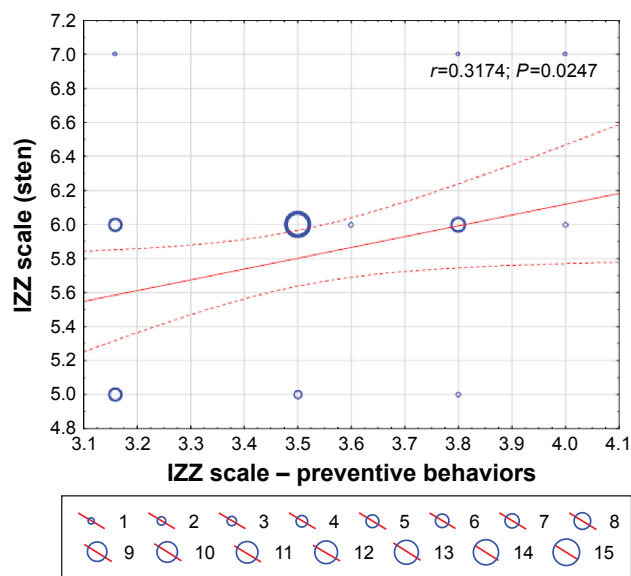 7.2
7.0
6.8
6.6
6.4
6.2
6.0
5.8
5.6
5.4
5.2
5.0
4.8
IZZ scale (sten)
r=0.3174; P=0.0247
3.1 3.2 3.3 3.4 3.5 3.6 3.7 3.8 3.9 4.0 4.1
IZZ scale – preventive behaviors
1 2 3 4 5 6 7 8
9 10 11 12 13 14 15